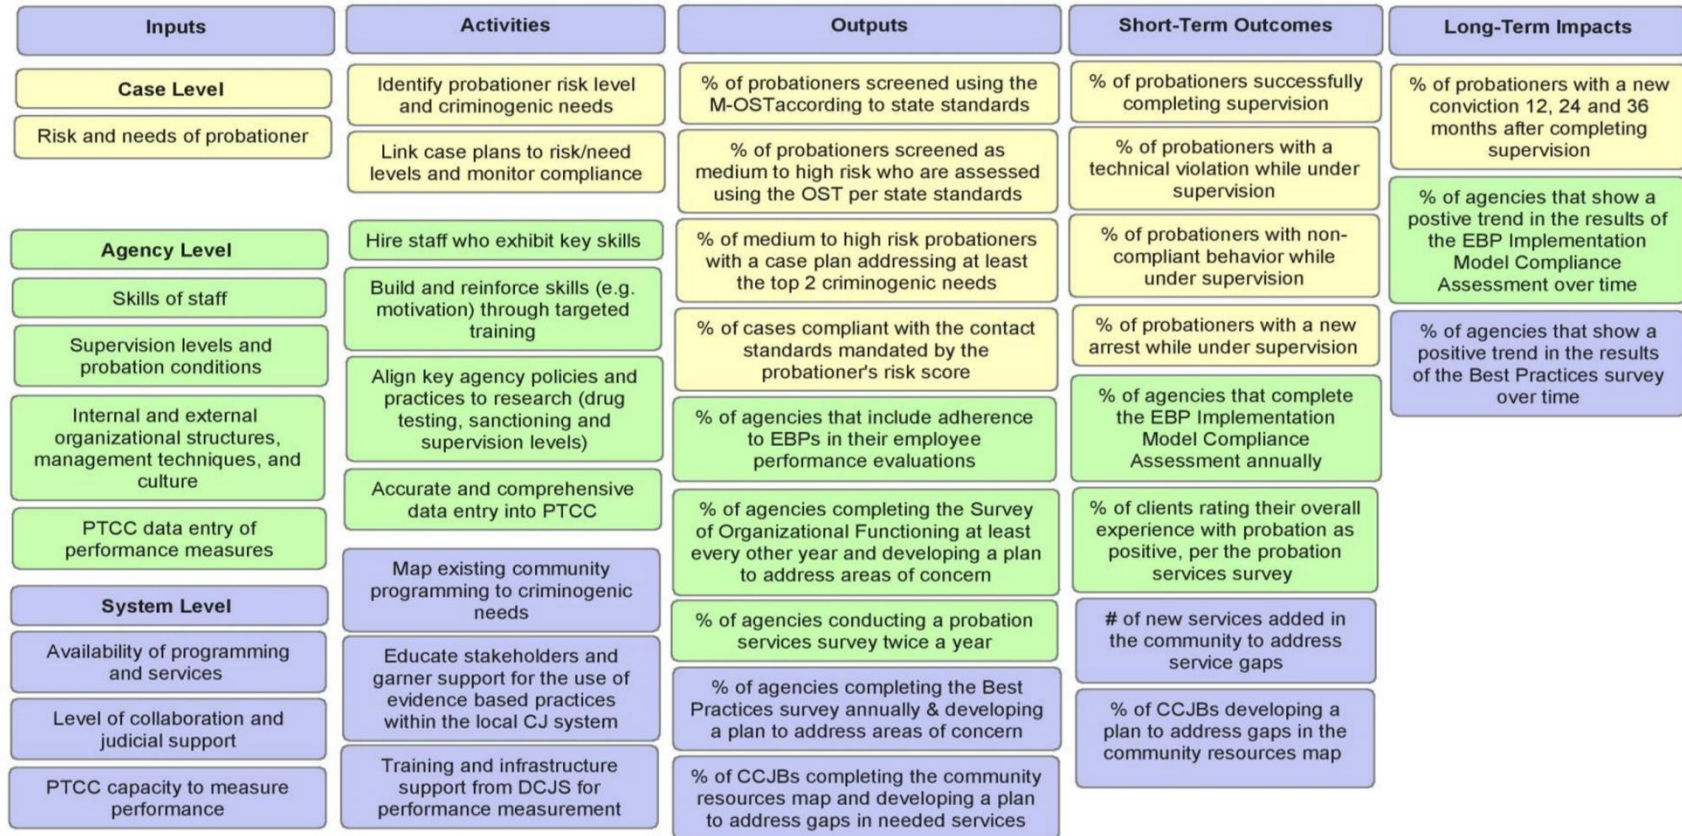 Inputs
Case Level
Risk and needs of probationer
Agency Level
Skills of staff
Supervision levels and
probation conditions
Internal and external
organizational structures,
management techniques, and
culture
PTCC data entry of
performance measures
System Level
Availability of programming
and services
Level of collaboration and
judicial support
PTCC capacity to measure
performance
Activities
Identify probationer risk level
and criminogenic needs
Link case plans to risk/need
levels and monitor compliance
Hire staff who exhibit key skills
Build and reinforce skills (e.g.
motivation) through targeted
training
Align key agency policies and
practices to research (drug
testing, sanctioning and
supervision levels)
Accurate and comprehensive
data entry into PTCC
Map existing community
programming to criminogenic
needs
Educate stakeholders and
garner support for the use of
evidence based practices
within the local CJ system
Training and infrastructure
support from DCJS for
performance measurement
Outputs
% of probationers screened using the
M-OSTaccording to state standards
% of probationers screened as
medium to high risk who are assessed
using the OST per state standards
% of medium to high risk probationers
with a case plan addressing at least
the top 2 criminogenic needs
% of cases compliant with the contact
standards mandated by the
probationer's risk score
% of agencies that include adherence
to EBPs in their employee
performance evaluations
% of agencies completing the Survey
of Organizational Functioning at least
every other year and developing a plan
to address areas of concern
% of agencies conducting a probation
services survey twice a year
% of agencies completing the Best
Practices survey annually & developing
a plan to address areas of concern
% of CCJBs completing the community
resources map and developing a plan
to address gaps in needed services
Short-Term Outcomes
% of probationers successfully
completing supervision
% of probationers with a
technical violation while under
supervision
% of probationers with non-
compliant behavior while
under supervision
% of probationers with a new
arrest while under supervision
% of agencies that complete
the EBP Implementation
Model Compliance
Assessment annually
% of clients rating their overall
experience with probation as
positive, per the probation
services survey
# of new services added in
the community to address
service gaps
% of CCJBs developing a
plan to address gaps in the
community resources map
Long-Term Impacts
% of probationers with a new
conviction 12, 24 and 36
months after completing
supervision
% of agencies that show a
postive trend in the results of
the EBP Implementation
Model Compliance
Assessment over time
% of agencies that show a
positive trend in the results
of the Best Practices survey
over time